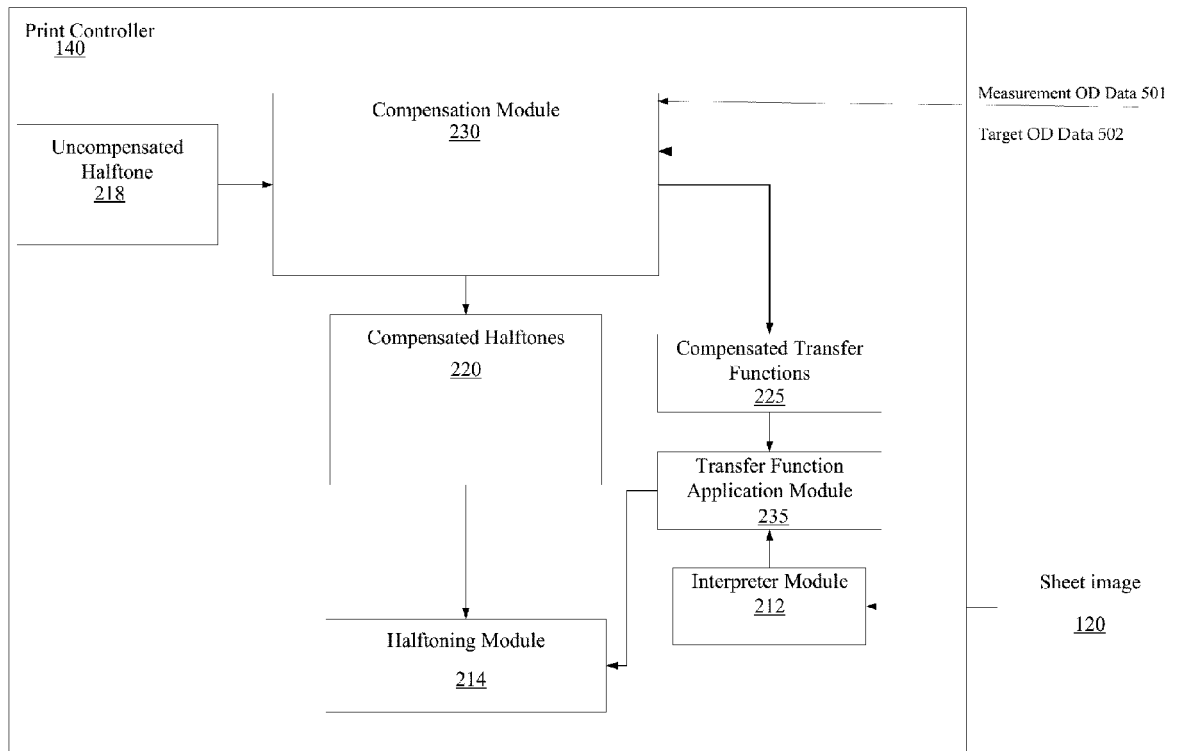 Print Controller
140
Compensation Module
230
Measurement OD Data 501
Target OD Data 502
Uncompensated
Halftone
218
Compensated Halftones
220
Compensated Transfer
Functions
225
Transfer Function
Application Module
235
Interpreter Module
212
Sheet image
120
Halftoning Module
214